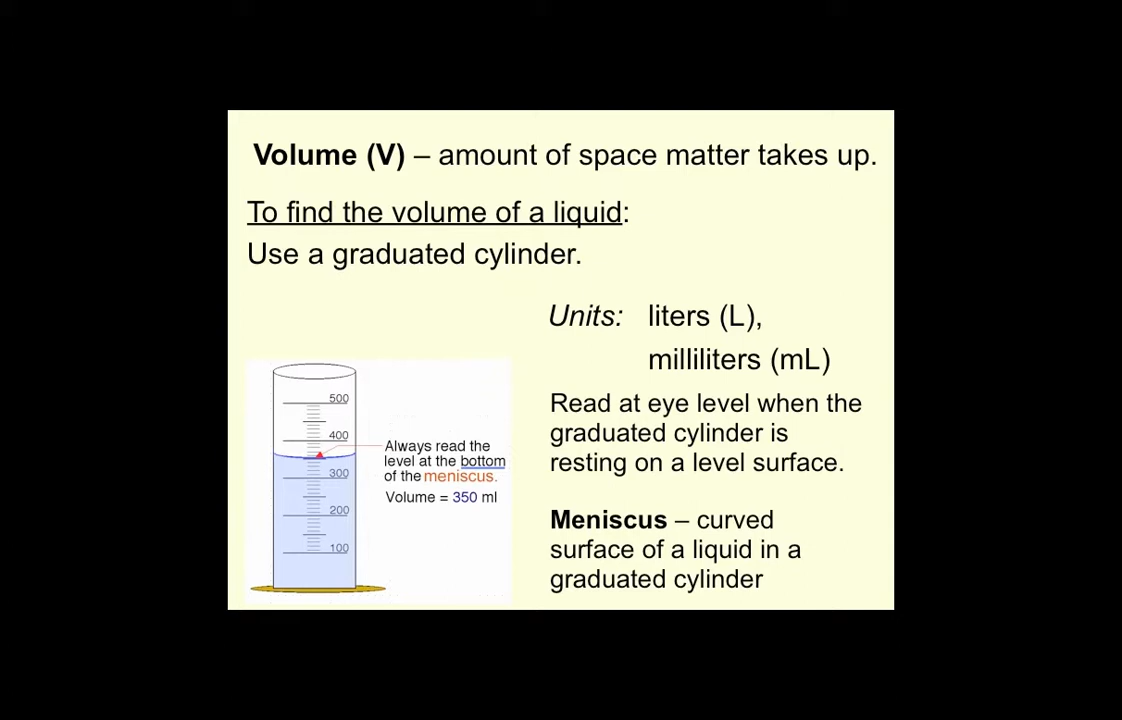 Volume (V) – amount of space matter takes up.
To find the volume of a liquid:
Use a graduated cylinder.
Units: liters (L),
milliliters (mL)
Read at eye level when the
graduated cylinder is
resting on a level surface.
Meniscus – curved
surface of a liquid in a
graduated cylinder
500
400
300
200
100
Always read the
level at the bottom
of the meniscus.
Volume = 350 ml